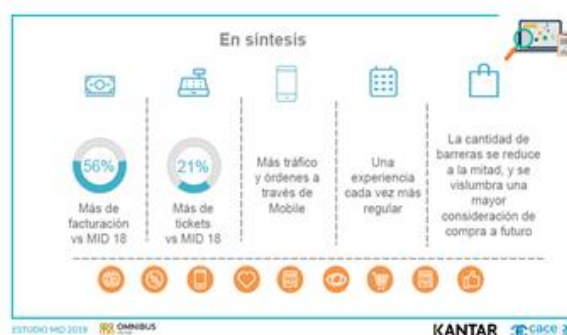 En síntesis
56%
Más de
facturación
vs MID 18
21%
Más de
tickets
vs MID 18
Más tráfico
y órdenes a
través de
Mobile
Una
experiencia
cada vez más
regular
La cantidad de
barreras se reduce
a la mitad, y se
vislumbra una
mayor
consideración de
compra a futuro
ESTUDIO MID 2019
OMNIBUS
KANTAR
cace